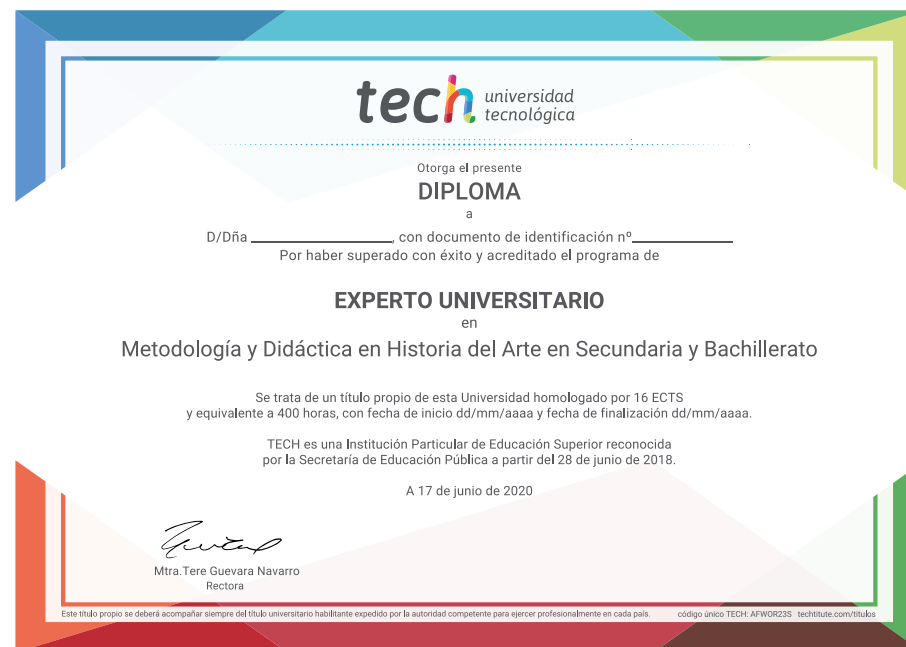 tech universidad
tecnológica
Otorga el presente
DIPLOMA
a
D/Dña ____________________, con documento de identificación nº______________
Por haber superado con éxito y acreditado el programa de
EXPERTO UNIVERSITARIO
en
Metodología y Didáctica en Historia del Arte en Secundaria y Bachillerato
Se trata de un título propio de esta Universidad homologado por 16 ECTS
y equivalente a 400 horas, con fecha de inicio dd/mm/aaaa y fecha de finalización dd/mm/aaaa.
TECH es una Institución Particular de Educación Superior reconocida
por la Secretaría de Educación Pública a partir del 28 de junio de 2018.
A 17 de junio de 2020
Mtra.Tere Guevara Navarro
Rectora
Este título propio se deberá acompañar siempre del título universitario habilitante expedido por la autoridad competente para ejercer profesionalmente en cada país. código único TECH: AFWOR23S techtitute.com/titulos